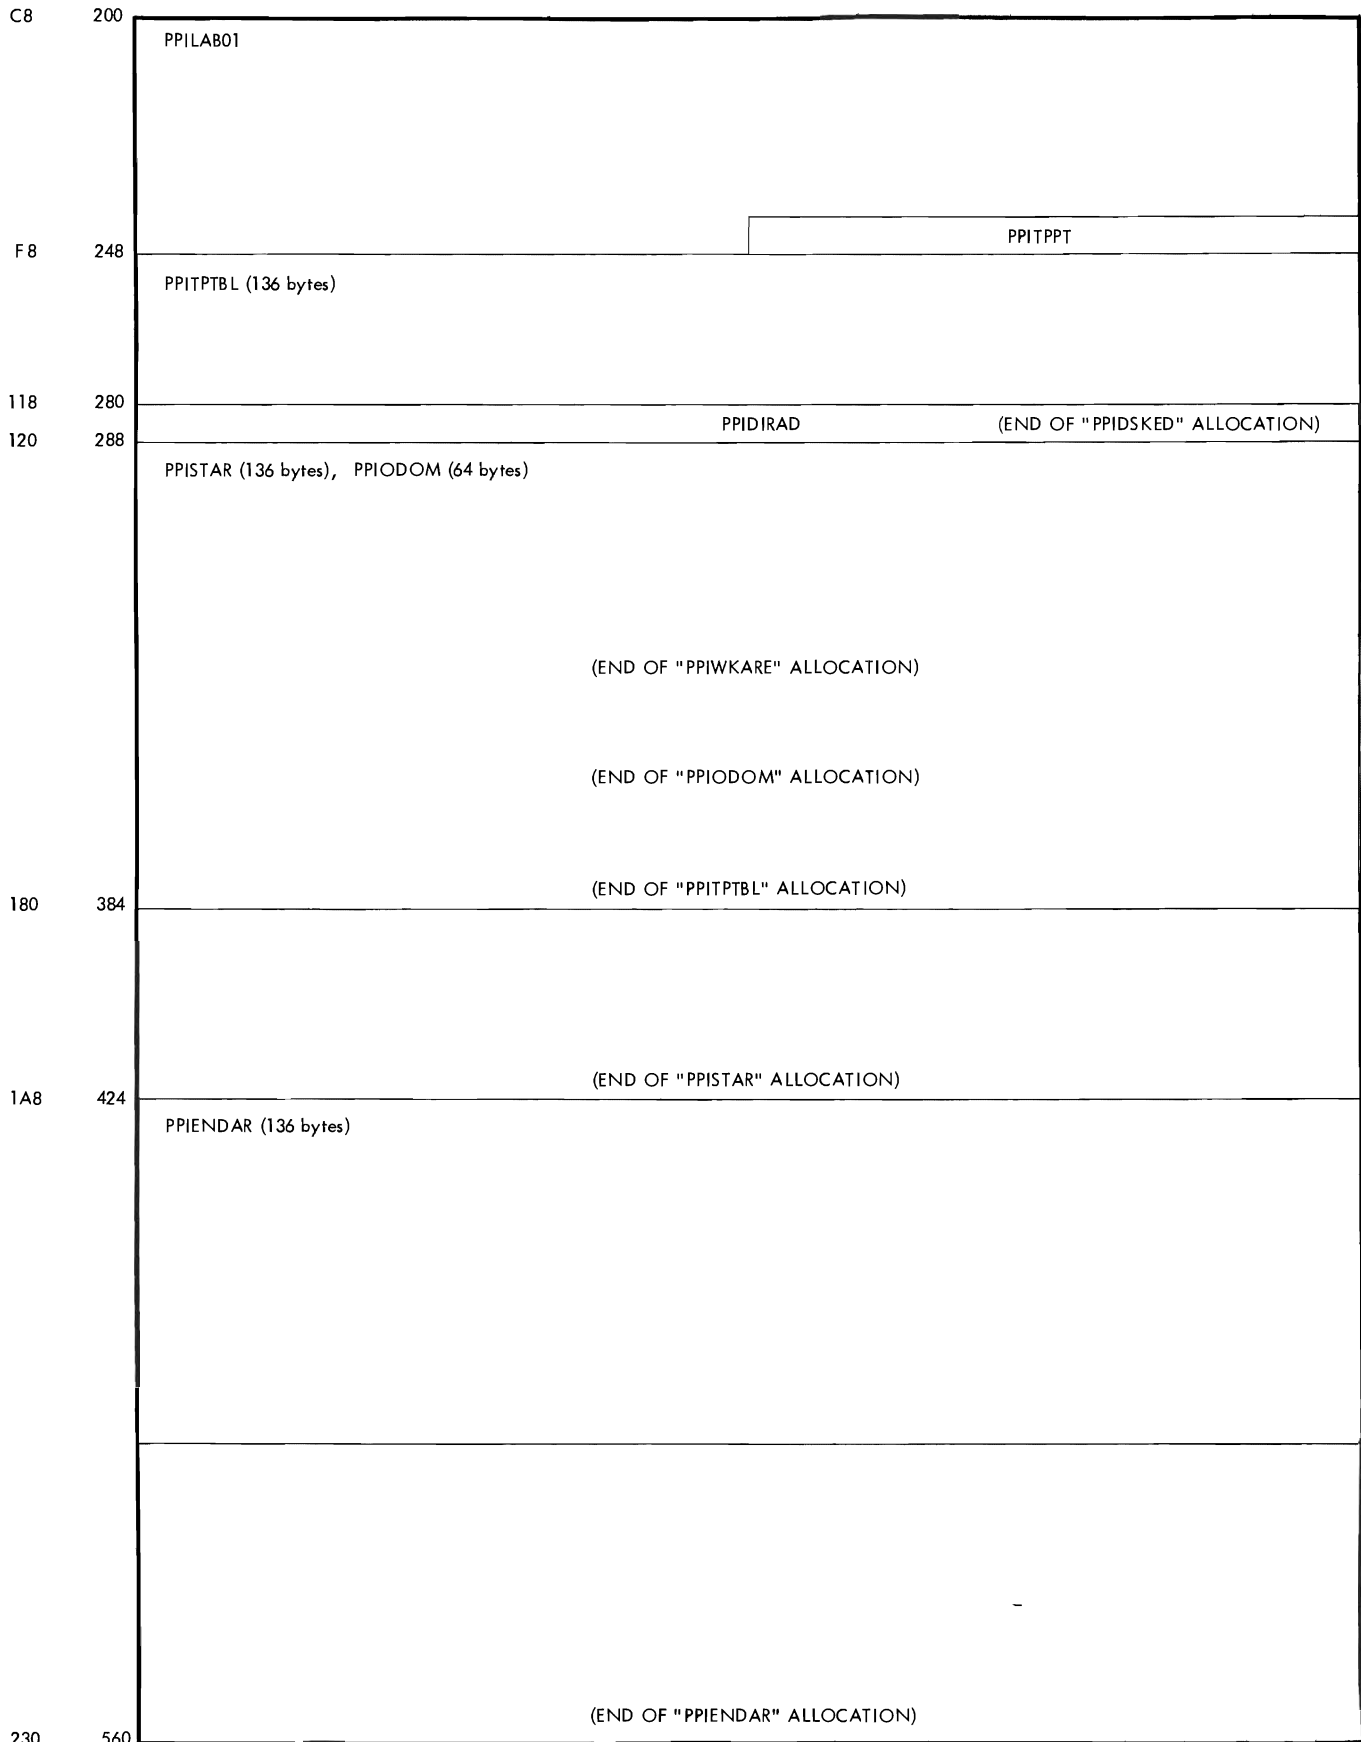 C8 200
PPILAB01
PPITPPT
F8 248
PPITPTBL (136 bytes)
118 280
PPIDIRAD (END OF "PPIDSKED" ALLOCATION)
120 288
PPISTAR (136 bytes), PPIODOM (64 bytes)
(END OF "PPIWKARE" ALLOCATION)
(END OF "PPIODOM" ALLOCATION)
(END OF "PPITPTBL" ALLOCATION)
180 384
(END OF "PPISTAR" ALLOCATION)
1A8 424
PPIENDAR (136 bytes)
(END OF "PPIENDAR" ALLOCATION)
230 560